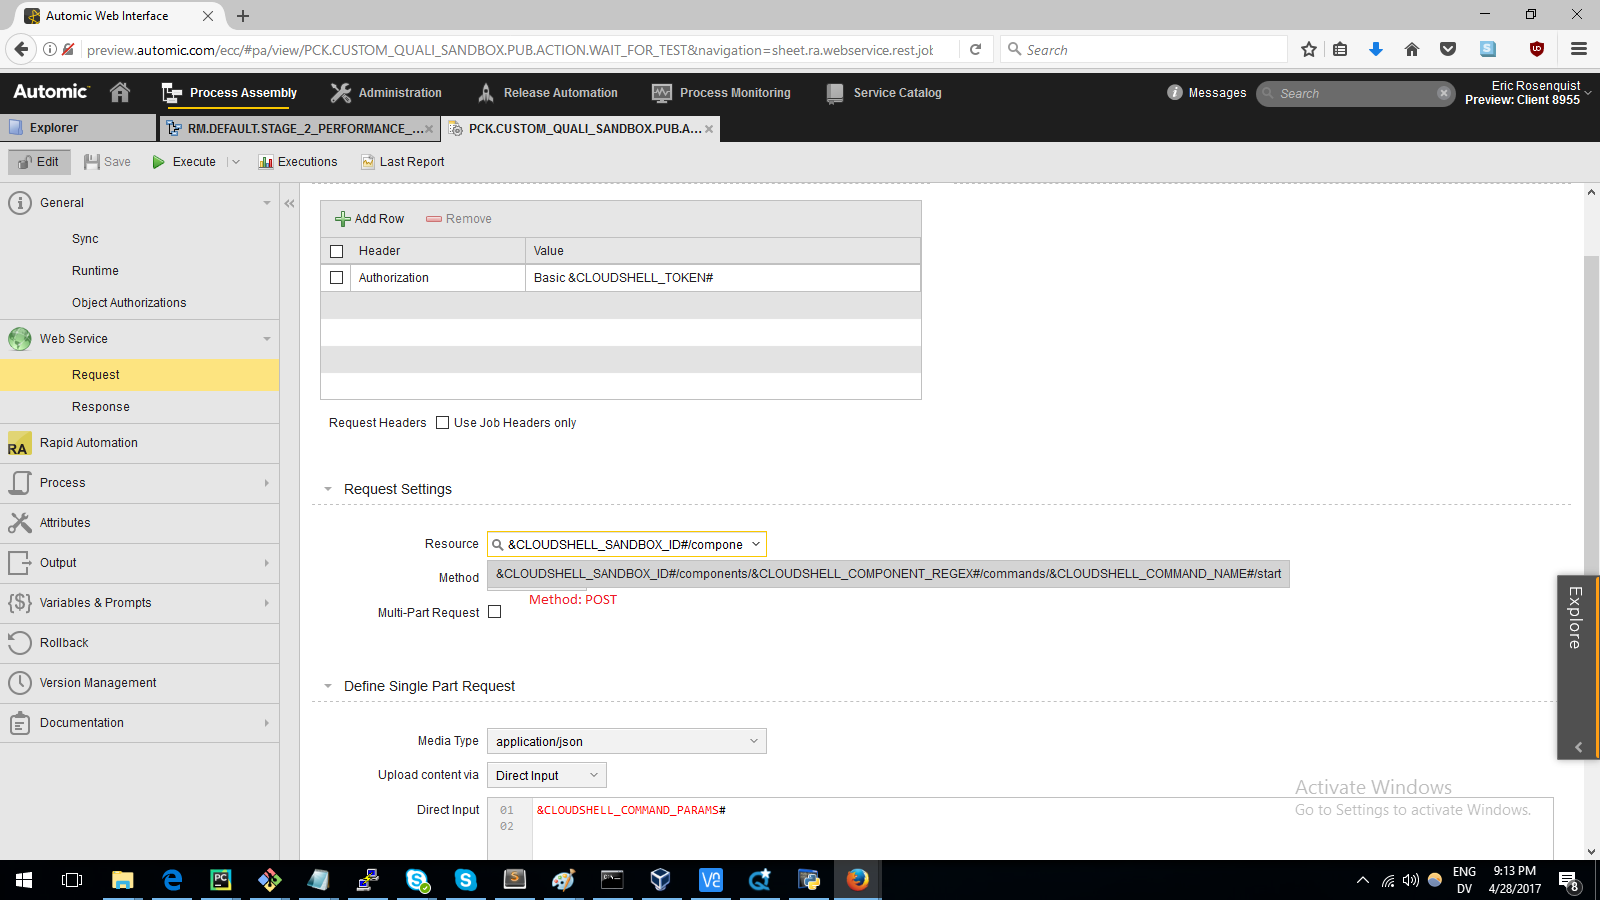 Automic Web Interface
preview.automic.com/ecc/#pa/view/PCK.CUSTOM_QUALI_SANDBOX.PUB.ACTION.WAIT_FOR_TEST&navigation=sheet.ra.webservice.rest.job
Search
Automic
Process Assembly
Administration
Release Automation
Process Monitoring
Service Catalog
Messages
Search
Eric Rosenquist
Preview: Client 8955
Explorer
RM.DEFAULT.STAGE_2_PERFORMANCE_...
PCK.CUSTOM_QUALI_SANDBOX.PUB.A...
Edit
Save
Execute
Executions
Last Report
General
Sync
Runtime
Object Authorizations
Web Service
Request
Response
RA
Rapid Automation
Process
Attributes
Output
{$}
Variables & Prompts
Rollback
Version Management
Documentation
Add Row
Remove
Header
Value
Authorization
Basic &CLOUDSHELL_TOKEN#
Request Headers
Use Job Headers only
Request Settings
Resource
&CLOUDSHELL_SANDBOX_ID#/compone
Method
&CLOUDSHELL_SANDBOX_ID#/components/&CLOUDSHELL_COMPONENT_REGEX#/commands/&CLOUDSHELL_COMMAND_NAME#/start
Method: POST
Multi-Part Request
Define Single Part Request
Media Type
application/json
Upload content via
Direct Input
Direct Input
01
&CLOUDSHELL_COMMAND_PARAMS#
02
Explore
Activate Windows
Go to Settings to activate Windows.
ENG
DV
9:13 PM
4/28/2017
8